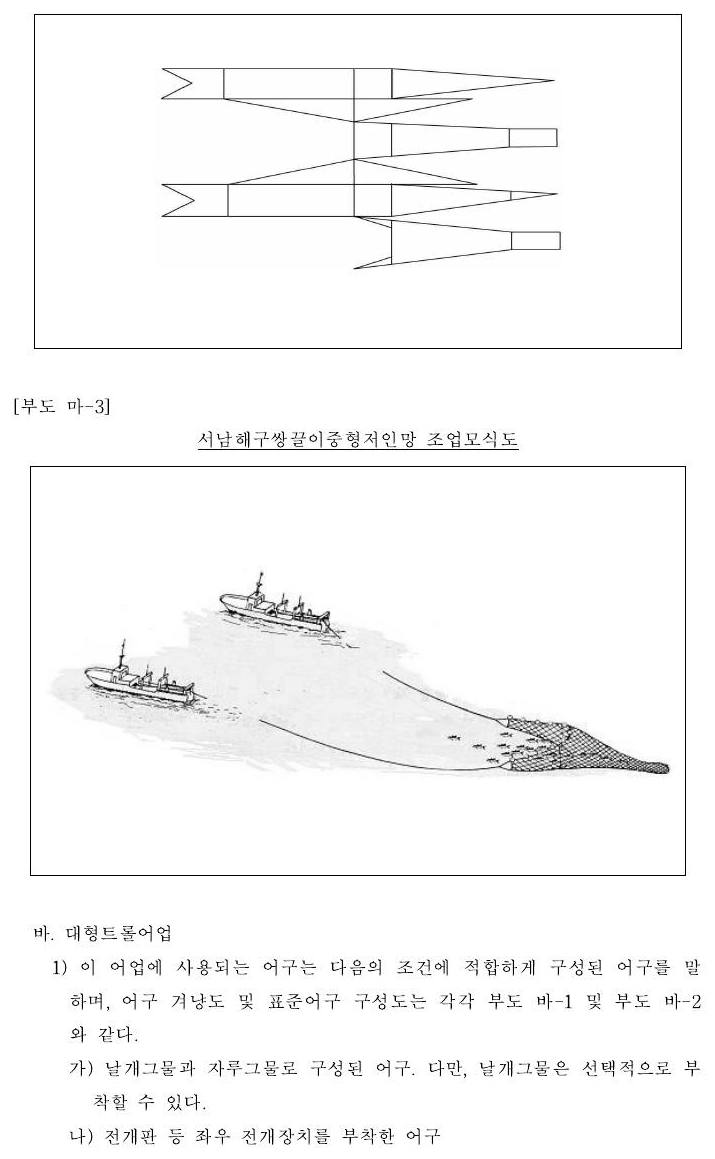 [부도 마-3]
서남해구쌍끌이중형저인망 조업모식도
바. 대형트롤어업
1) 이 어업에 사용되는 어구는 다음의 조건에 적합하게 구성된 어구를 말
하며, 어구 겨냥도 및 표준어구 구성도는 각각 부도 바-1 및 부도 바-2
와 같다.
가) 날개그물과 자루그물로 구성된 어구. 다만, 날개그물은 선택적으로 부
착할 수 있다.
나) 전개판 등 좌우 전개장치를 부착한 어구